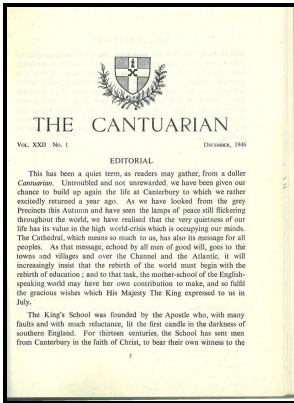 THE CANTUARIAN
VOL. XXII No. 1 DECEMBER, 1946
EDITORIAL
This has been a quiet term, as readers may gather, from a duller
Cantuarian. Untroubled and not unrewarded, we have been given our
chance to build up again the life at Canterbury to which we rather
excitedly returned a year ago. As we have looked from the grey
Precincts this Autumn and have seen the lamps of peace still flickering
throughout the world, we have realised that the very quietness of our
life has its value in the high world-crisis which is occupying our minds.
The Cathedral, which means so much to us, has also its message for all
peoples. As that message, echoed by all men of good will, goes to the
towns and villages and over the Channel and the Atlantic, it will
increasingly insist that the rebirth of the world must begin with the
rebirth of education ; and to that task, the mother-school of the English-
speaking world may have her own contribution to make, and so fulfil
the gracious wishes which His Majesty The King expressed to us in
July.
The King's School was founded by the Apostle who, with many
faults and with much reluctance, lit the first candle in the darkness of
southern England. For thirteen centuries, the School has sent men
from Canterbury in the faith of Christ, to bear their own witness to the